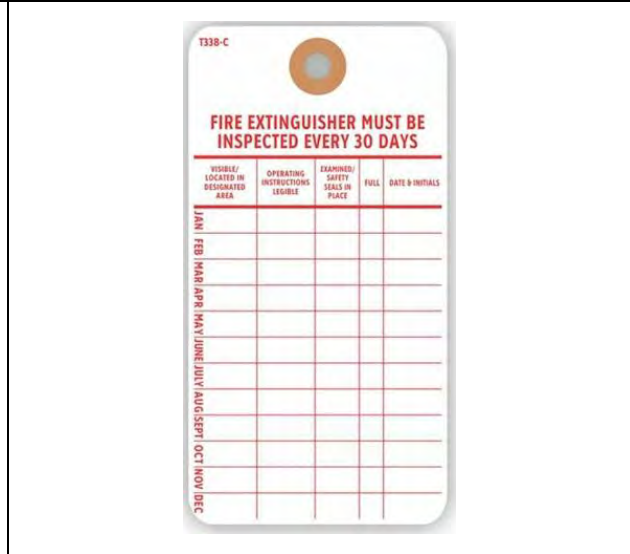 T338-C
FIRE EXTINGUISHER MUST BE
INSPECTED EVERY 30 DAYS
VISIBLE/
LOCATED IN
DESIGNATED
AREA
OPERATING
INSTRUCTIONS
LEGIBLE
EXAMINED/
SAFETY
SEALS IN
PLACE
FULL
DATE & INITIALS
JAN
FEB
MAR
APR
MAY
JUNE
JULY
AUG
SEPT
OCT
NOV
DEC